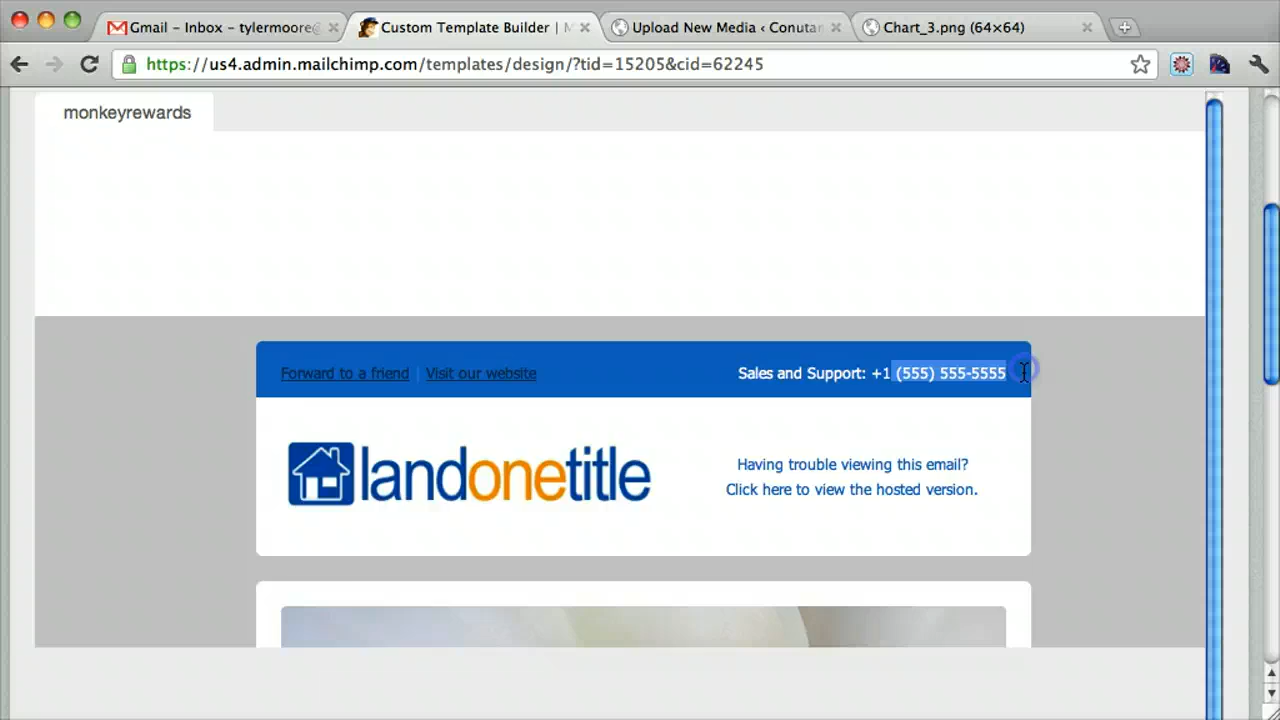 Gmail - Inbox - tylermoore@
Custom Template Builder | M
Upload New Media ‹ Conutan
Chart_3.png (64×64)
https://us4.admin.mailchimp.com/templates/design/?tid=15205&cid=62245
monkeyrewards
Forward to a friend | Visit our website
Sales and Support: +1 (555) 555-5555
landonetitle
Having trouble viewing this email?
Click here to view the hosted version.